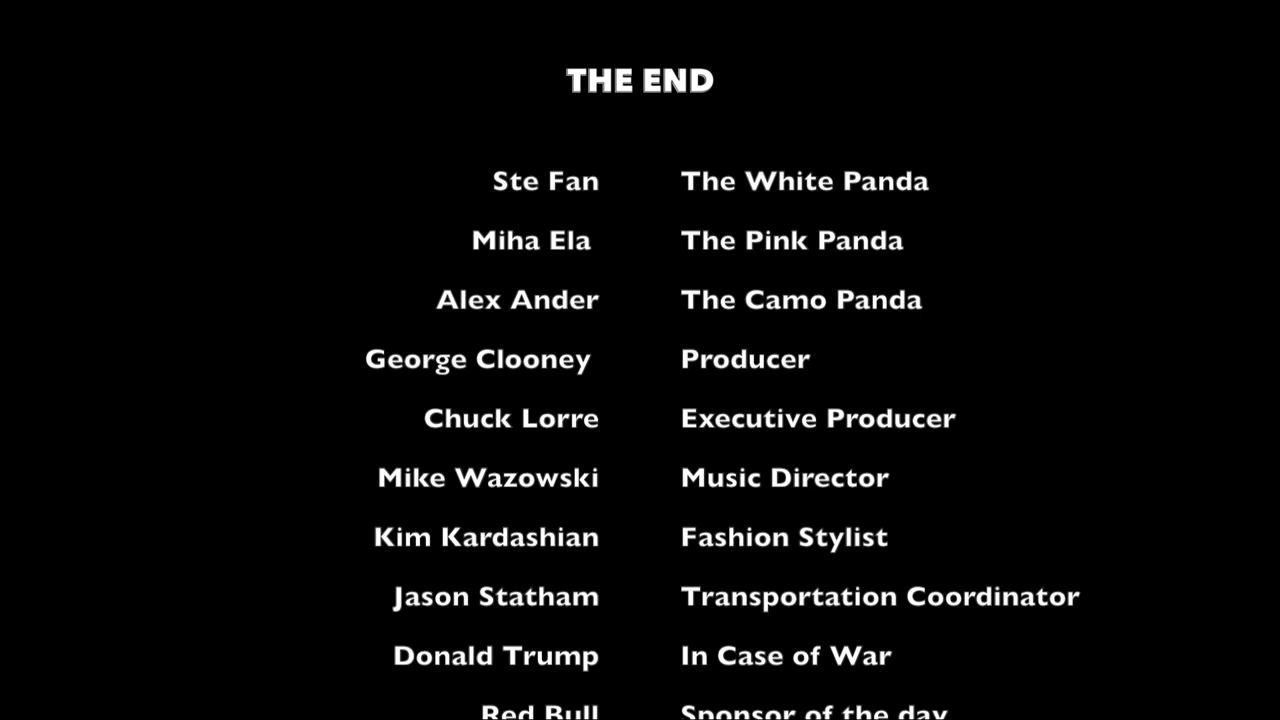 THE END
Ste Fan The White Panda
Miha Ela The Pink Panda
Alex Ander The Camo Panda
George Clooney Producer
Chuck Lorre Executive Producer
Mike Wazowski Music Director
Kim Kardashian Fashion Stylist
Jason Statham Transportation Coordinator
Donald Trump In Case of War
Red Bull Sponsor of the day